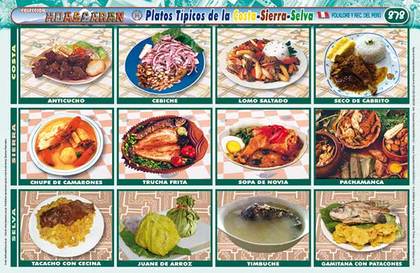 COLECCIÓN
HUASCARAN
Platos Típicos de la Costa-Sierra-Selva
FOLKLORE Y REC. DEL PERÚ
878
COSTA
ANTICUCHO
CEBICHE
LOMO SALTADO
SECO DE CABRITO
SIERRA
CHUPE DE CAMARONES
TRUCHA FRITA
SOPA DE NOVIA
PACHAMANCA
SELVA
TACACHO CON CECINA
JUANE DE ARROZ
TIMBUCHE
GAMITANA CON PATACONES